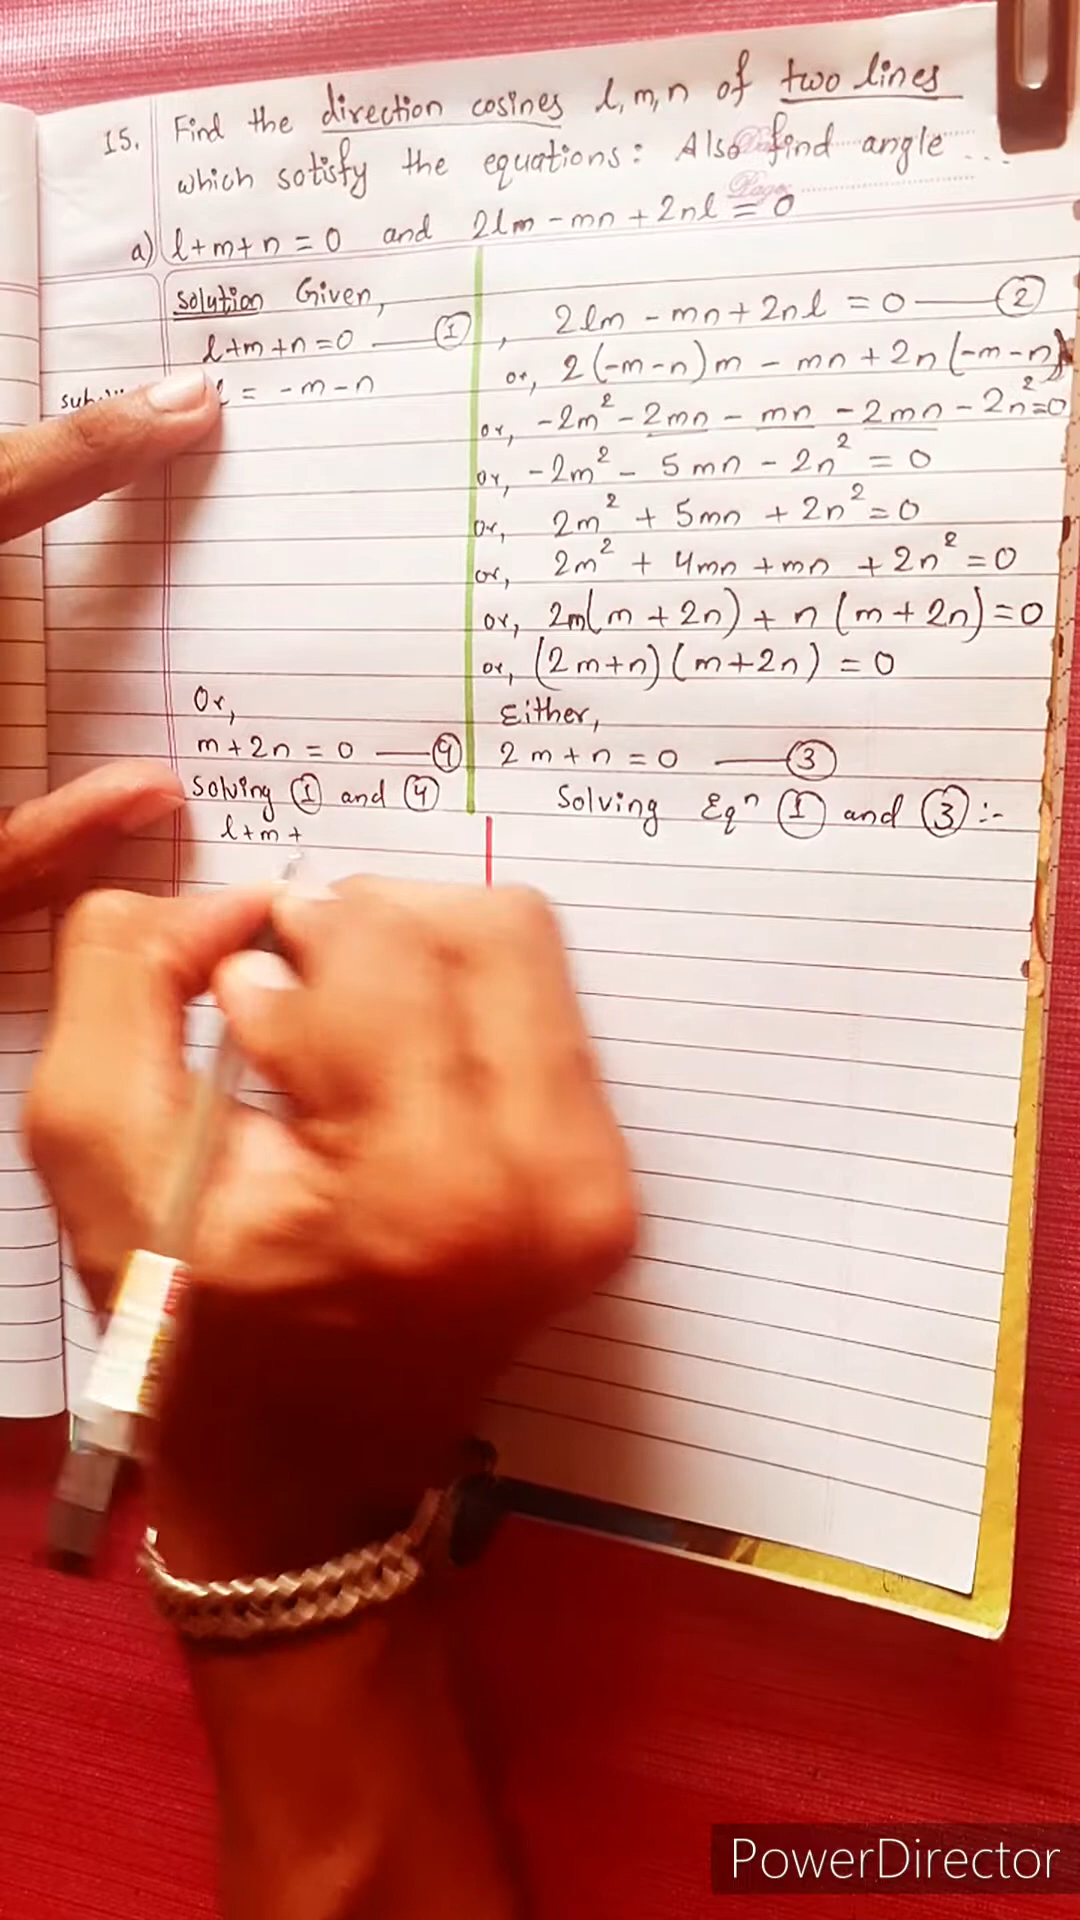 15. Find the direction cosines l, m, n of two lines
which satisfy the equations: Also find angle ...
Page
a) l+m+n = 0 and 2lm - mn + 2nl = 0
Solution Given,
l+m+n=0 ——①
= -m-n
, 2lm - mn + 2nl = 0 ——②
or, 2(-m-n)m - mn + 2n(-m-n)
or, -2m² - 2mn - mn - 2mn - 2n²=0
or, -2m² - 5mn - 2n² = 0
or, 2m² + 5mn + 2n² = 0
or, 2m² + 4mn + mn + 2n² = 0
or, 2m(m + 2n) + n(m + 2n) = 0
or, (2m+n)(m+2n) = 0
Either,
2m + n = 0 ——③
Solving Eqⁿ ① and ③:-
Or,
m + 2n = 0 ——④
Solving ① and ④
l+m+
PowerDirector